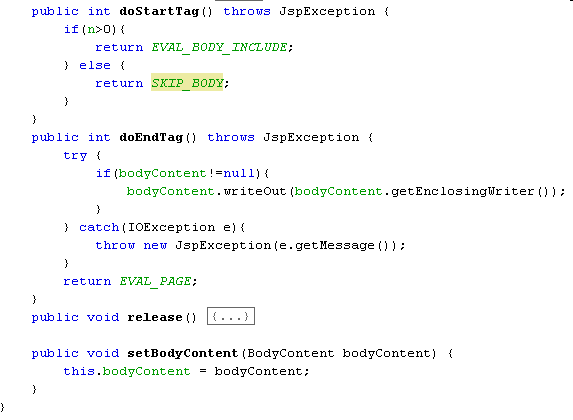 public int doStartTag() throws JspException {
if(n>0){
return EVAL_BODY_INCLUDE;
} else {
return SKIP_BODY;
}
}
public int doEndTag() throws JspException {
try {
if(bodyContent!=null){
bodyContent.writeOut(bodyContent.getEnclosingWriter());
}
} catch(IOException e){
throw new JspException(e.getMessage());
}
return EVAL_PAGE;
}
public void release() {...}
public void setBodyContent(BodyContent bodyContent) {
this.bodyContent = bodyContent;
}
}